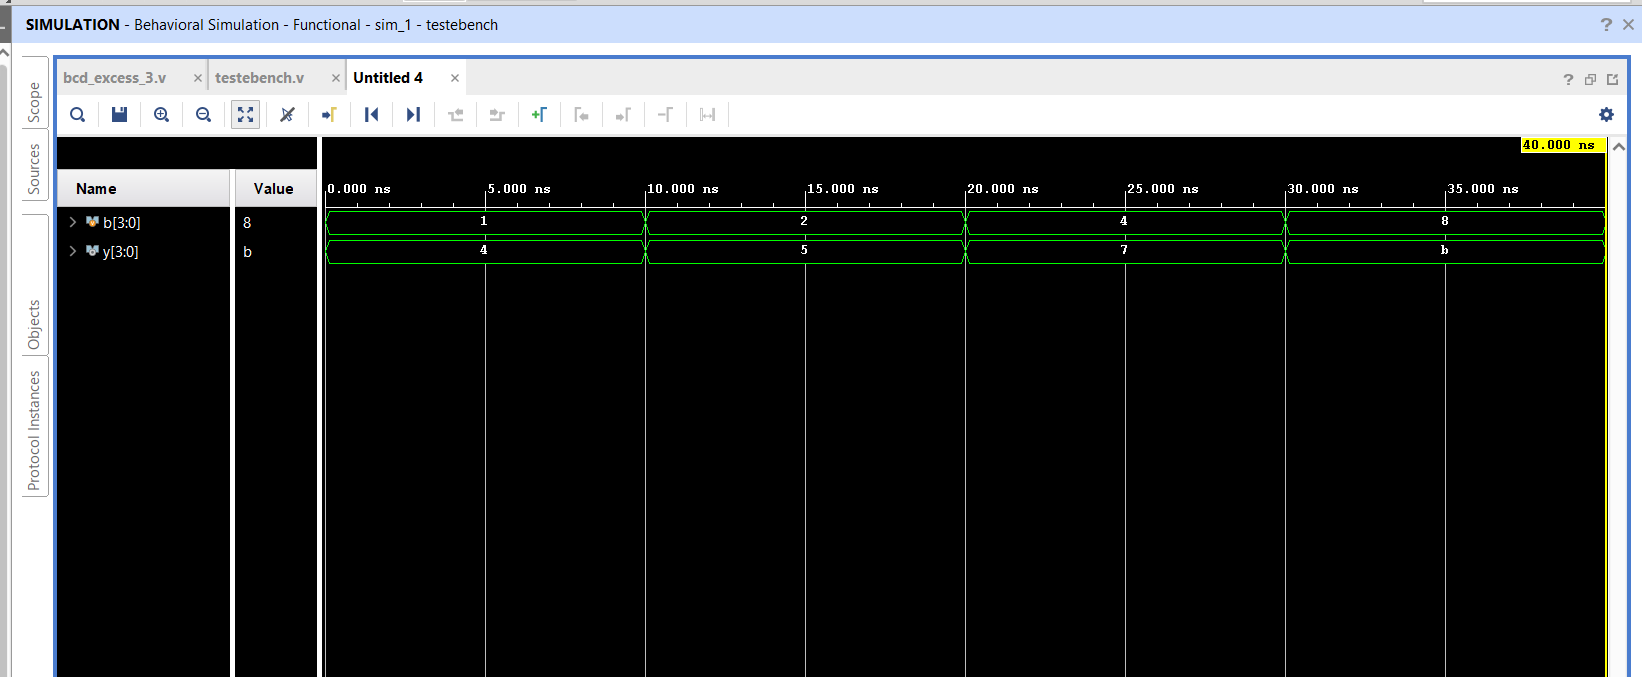 SIMULATION - Behavioral Simulation - Functional - sim_1 - testebench
bcd_excess_3.v
testebench.v
Untitled 4
Scope
Sources
Objects
Protocol Instances
40.000 ns
Name
Value
0.000 ns
5.000 ns
10.000 ns
15.000 ns
20.000 ns
25.000 ns
30.000 ns
35.000 ns
b[3:0]
8
1
2
4
8
y[3:0]
b
4
5
7
b